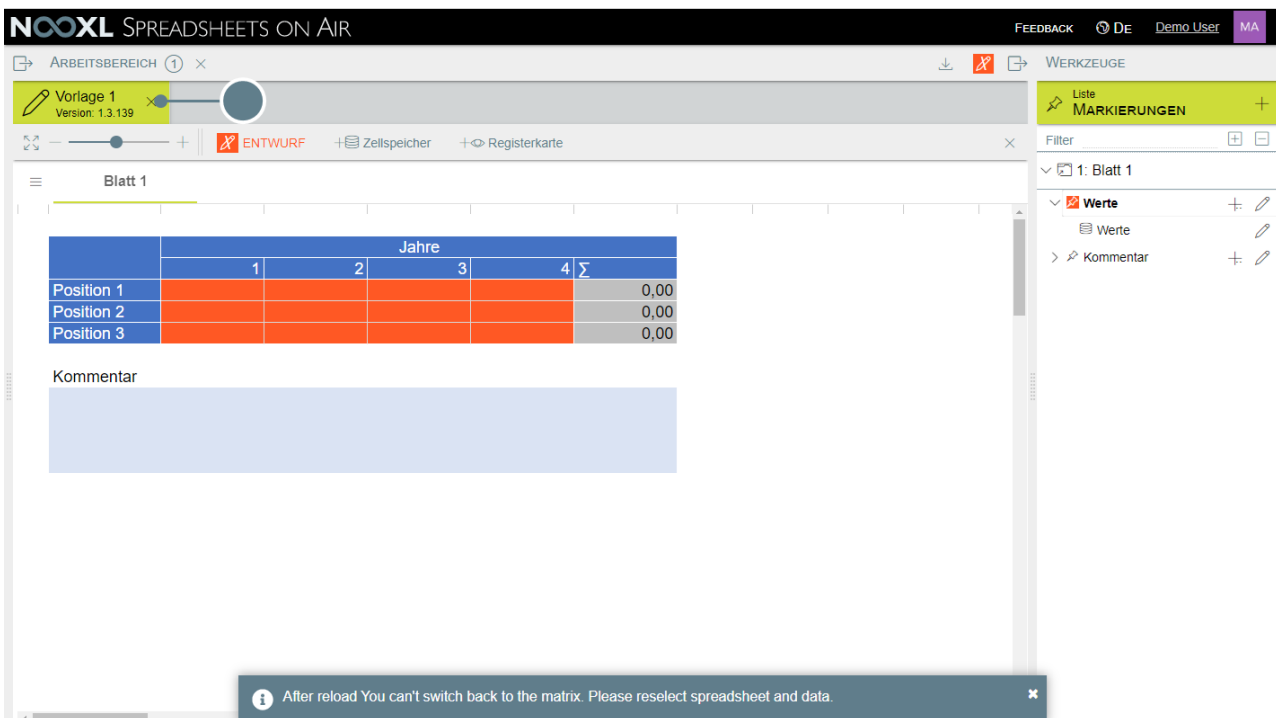 NOOXL SPREADSHEETS ON AIR
FEEDBACK DE Demo User MA
ARBEITSBEREICH 1
WERKZEUGE
Vorlage 1
Version: 1.3.139
Liste
MARKIERUNGEN
ENTWURF Zellspeicher Registerkarte
Filter
Blatt 1
1: Blatt 1
Werte
Werte
Kommentar
Jahre
1 2 3 4 ∑
Position 1 0,00
Position 2 0,00
Position 3 0,00
Kommentar
After reload You can't switch back to the matrix. Please reselect spreadsheet and data.